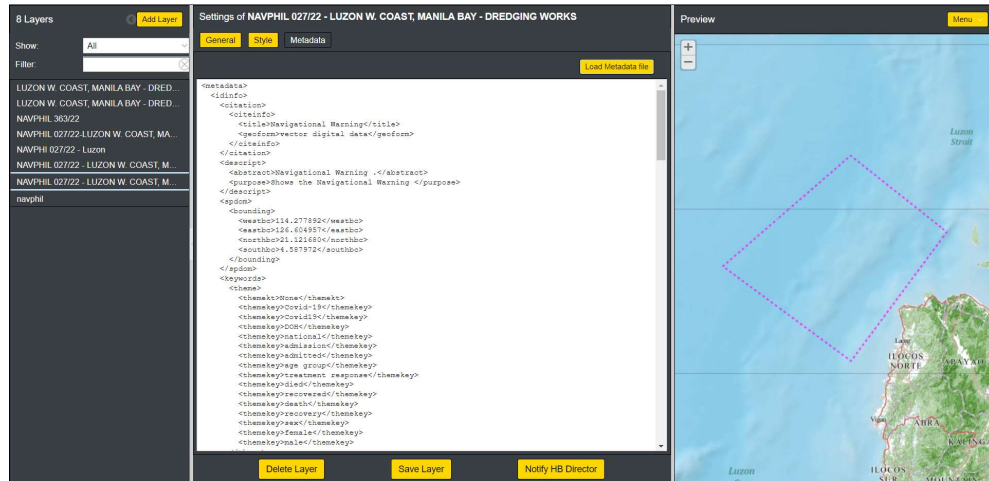 8 Layers
Add Layer
Show:
All
Filter:
LUZON W. COAST, MANILA BAY - DRED...
LUZON W. COAST, MANILA BAY - DRED...
NAVPHIL 363/22
NAVPHIL 027/22-LUZON W. COAST, MA...
NAVPHI 027/22 - Luzon
NAVPHIL 027/22 - LUZON W. COAST, M...
NAVPHIL 027/22 - LUZON W. COAST, M...
navphil
Settings of NAVPHIL 027/22 - LUZON W. COAST, MANILA BAY - DREDGING WORKS
General
Style
Metadata
Load Metadata file
<metadata>
<idinfo>
<citation>
<citeinfo>
<title>Navigational Warning</title>
<geoform>vector digital data</geoform>
</citeinfo>
</citation>
<descript>
<abstract>Navigational Warning .</abstract>
<purpose>Shows the Navigational Warning </purpose>
</descript>
<spdom>
<bounding>
<westbc>114.277892</westbc>
<eastbc>126.604957</eastbc>
<northbc>21.121680</northbc>
<southbc>4.587972</southbc>
</bounding>
</spdom>
<keywords>
<theme>
<themekt>None</themekt>
<themekey>Covid-19</themekey>
<themekey>Covid19</themekey>
<themekey>DOH</themekey>
<themekey>national</themekey>
<themekey>admission</themekey>
<themekey>admitted</themekey>
<themekey>age group</themekey>
<themekey>treatment response</themekey>
<themekey>died</themekey>
<themekey>recovered</themekey>
<themekey>death</themekey>
<themekey>recovery</themekey>
<themekey>sex</themekey>
<themekey>female</themekey>
<themekey>male</themekey>
Delete Layer
Save Layer
Notify HB Director
Preview
Menu
+
−
Luzon
Strait
Laoag
ILOCOS
NORTE
APAYAO
Vigan
ABRA
KALINGA
Luzon
ILOCOS
SUR
MOUNTAIN